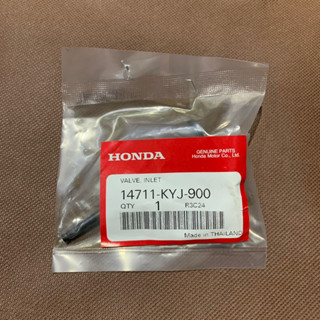 HONDA
GENUINE PARTS
Honda Motor Co., Ltd.
VALVE, INLET
14711-KYJ-900
QTY 1 R3C24
Made in THAILAND